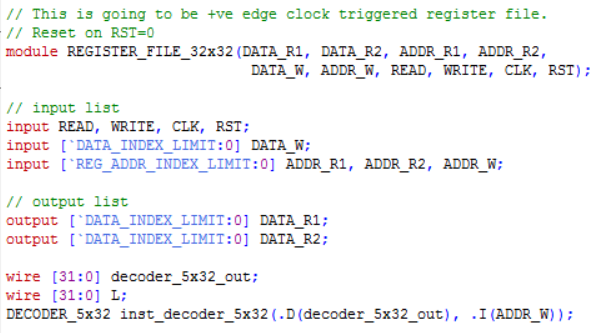 // This is going to be +ve edge clock triggered register file.
// Reset on RST=0
module REGISTER_FILE_32x32(DATA_R1, DATA_R2, ADDR_R1, ADDR_R2,
DATA_W, ADDR_W, READ, WRITE, CLK, RST);
// input list
input READ, WRITE, CLK, RST;
input [`DATA_INDEX_LIMIT:0] DATA_W;
input [`REG_ADDR_INDEX_LIMIT:0] ADDR_R1, ADDR_R2, ADDR_W;
// output list
output [`DATA_INDEX_LIMIT:0] DATA_R1;
output [`DATA_INDEX_LIMIT:0] DATA_R2;
wire [31:0] decoder_5x32_out;
wire [31:0] L;
DECODER_5x32 inst_decoder_5x32(.D(decoder_5x32_out), .I(ADDR_W));